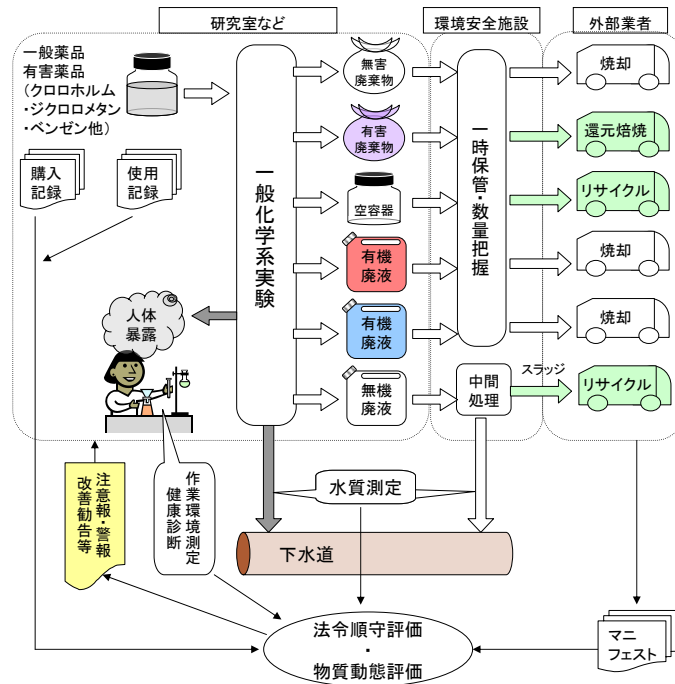 研究室など
環境安全施設
外部業者
一般薬品
有害薬品
(クロロホルム
・ジクロロメタン
・ベンゼン他)
購入
記録
使用
記録
一般化学系実験
無害
廃棄物
有害
廃棄物
空容器
有機
廃液
有機
廃液
無機
廃液
一時保管・数量把握
中間
処理
スラッジ
焼却
還元焙焼
リサイクル
焼却
焼却
リサイクル
人体
暴露
注意報・警報
改善勧告等
作業環境測定
健康診断
水質測定
下水道
法令順守評価
・
物質動態評価
マニ
フェスト